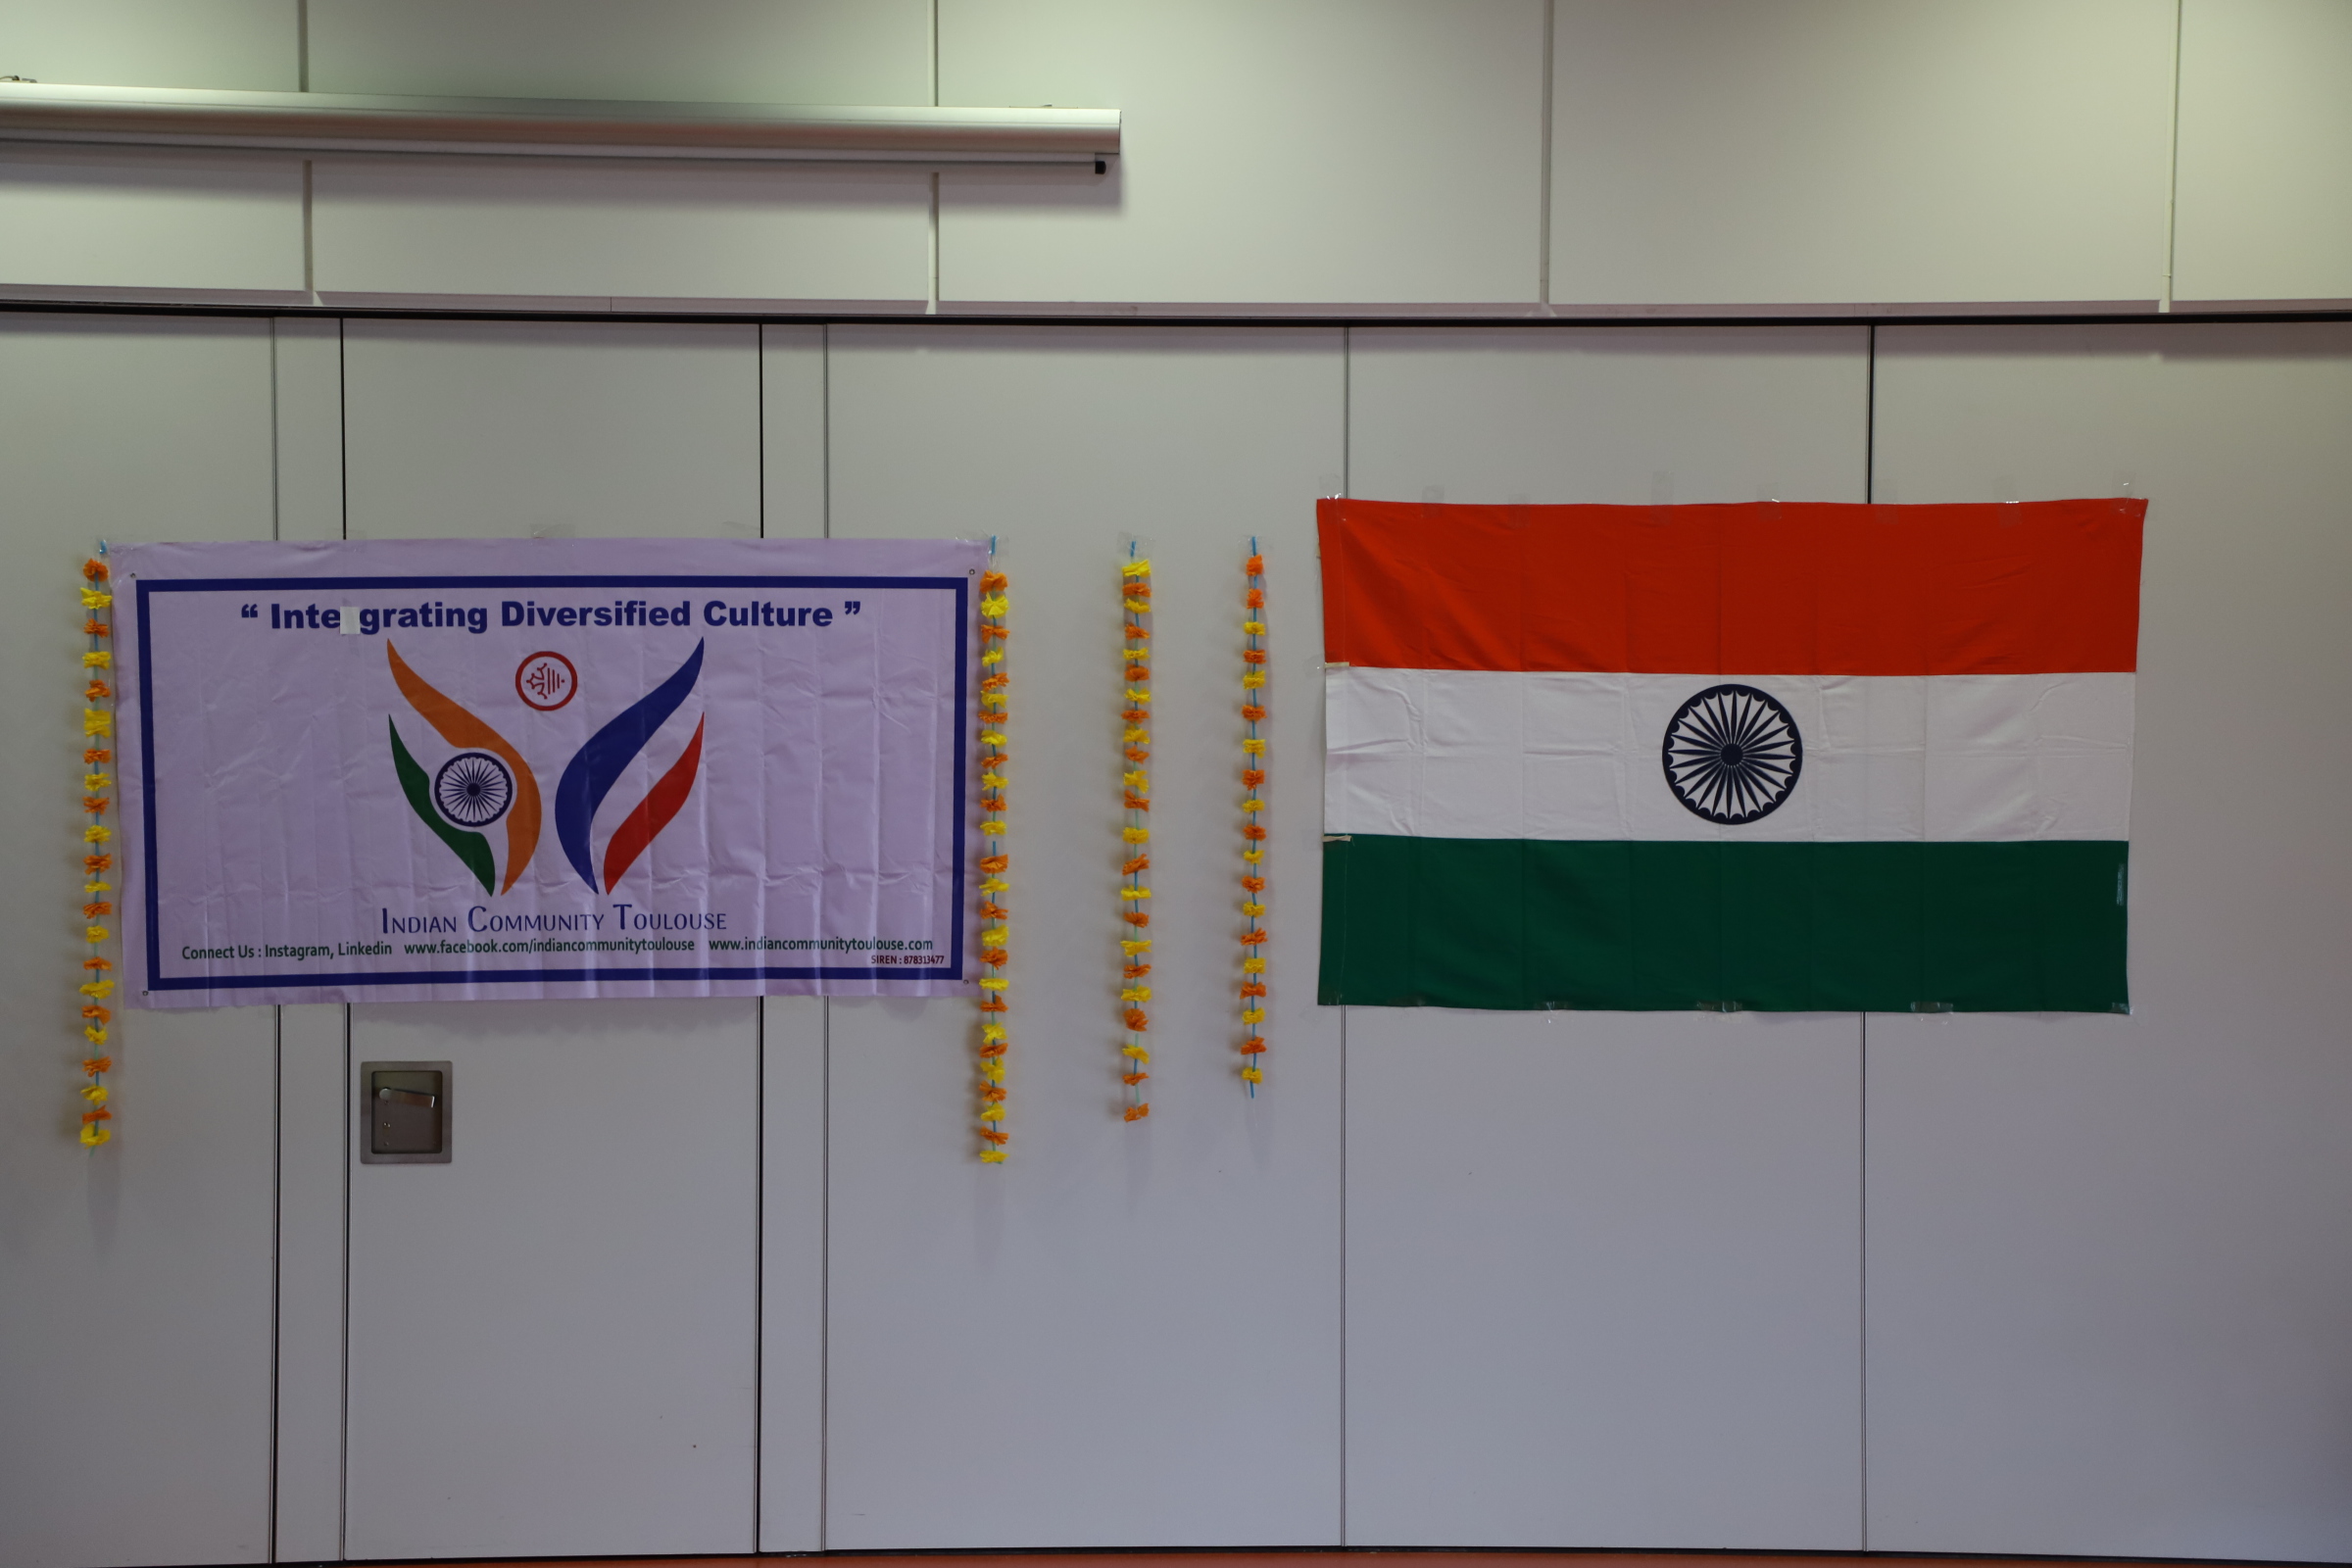 “ Inte grating Diversified Culture ”
INDIAN COMMUNITY TOULOUSE
Connect Us : Instagram, Linkedin www.facebook.com/indiancommunitytoulouse www.indiancommunitytoulouse.com
SIREN : 878313477